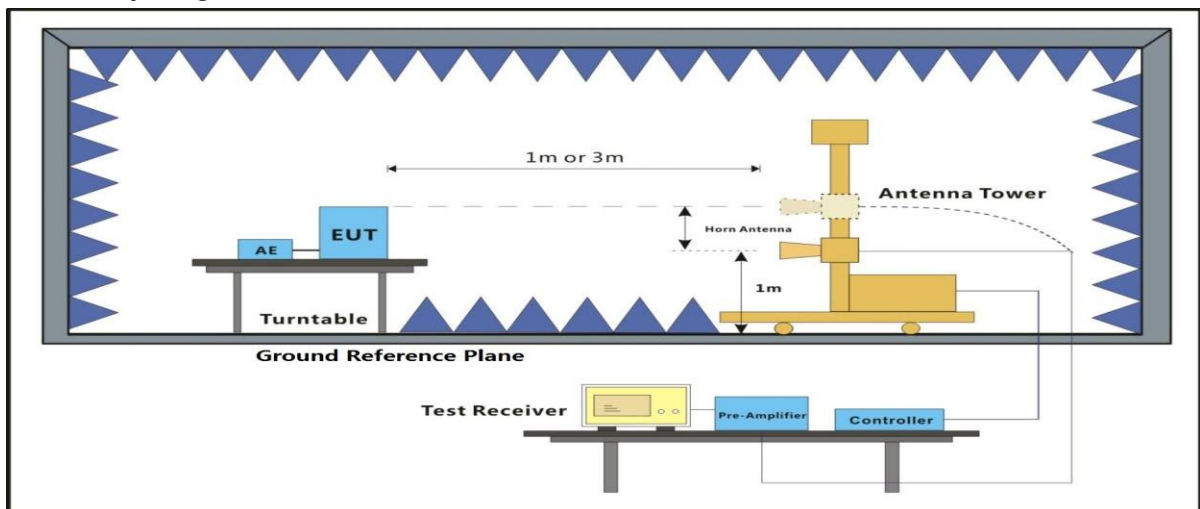 1m or 3m
Antenna Tower
Horn Antenna
EUT
AE
1m
Turntable
Ground Reference Plane
Test Receiver
Pre-Amplifier
Controller